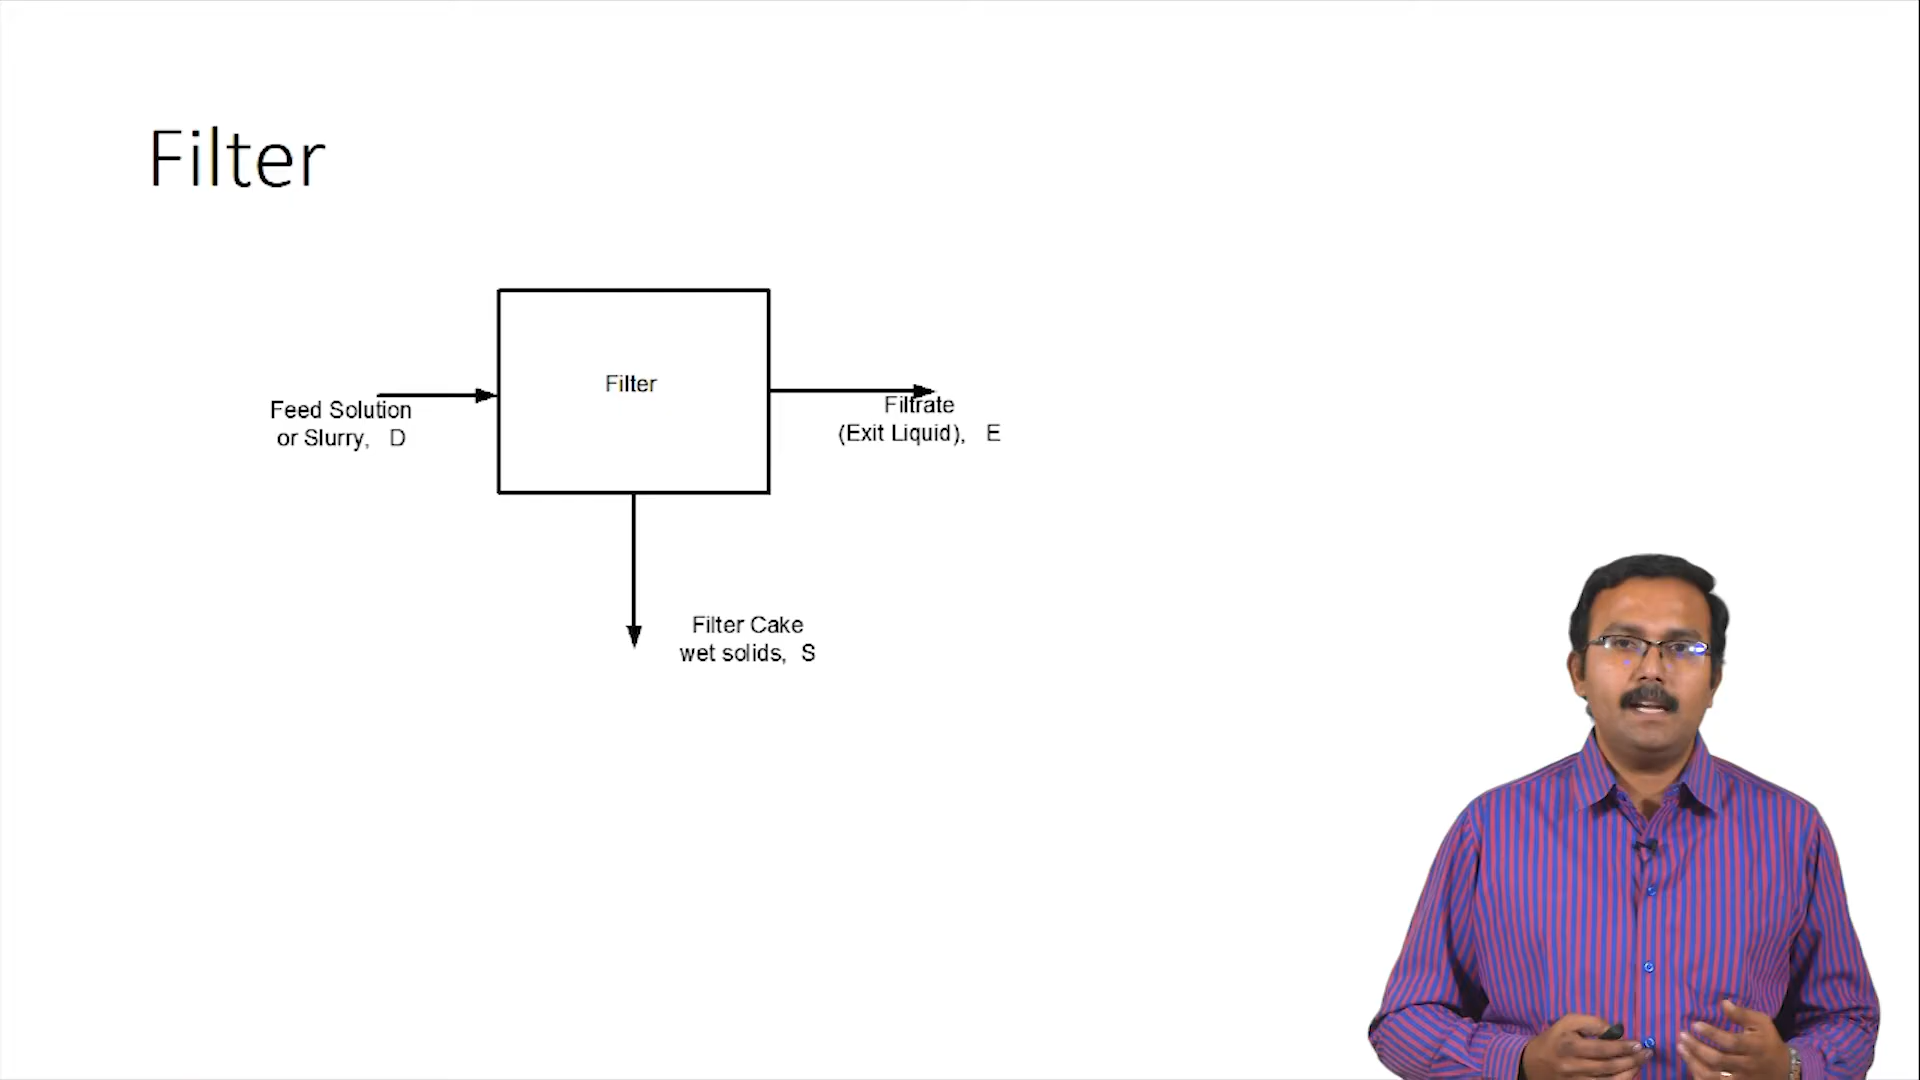 Filter
Filter
Feed Solution
or Slurry, D
Filtrate
(Exit Liquid), E
Filter Cake
wet solids, S